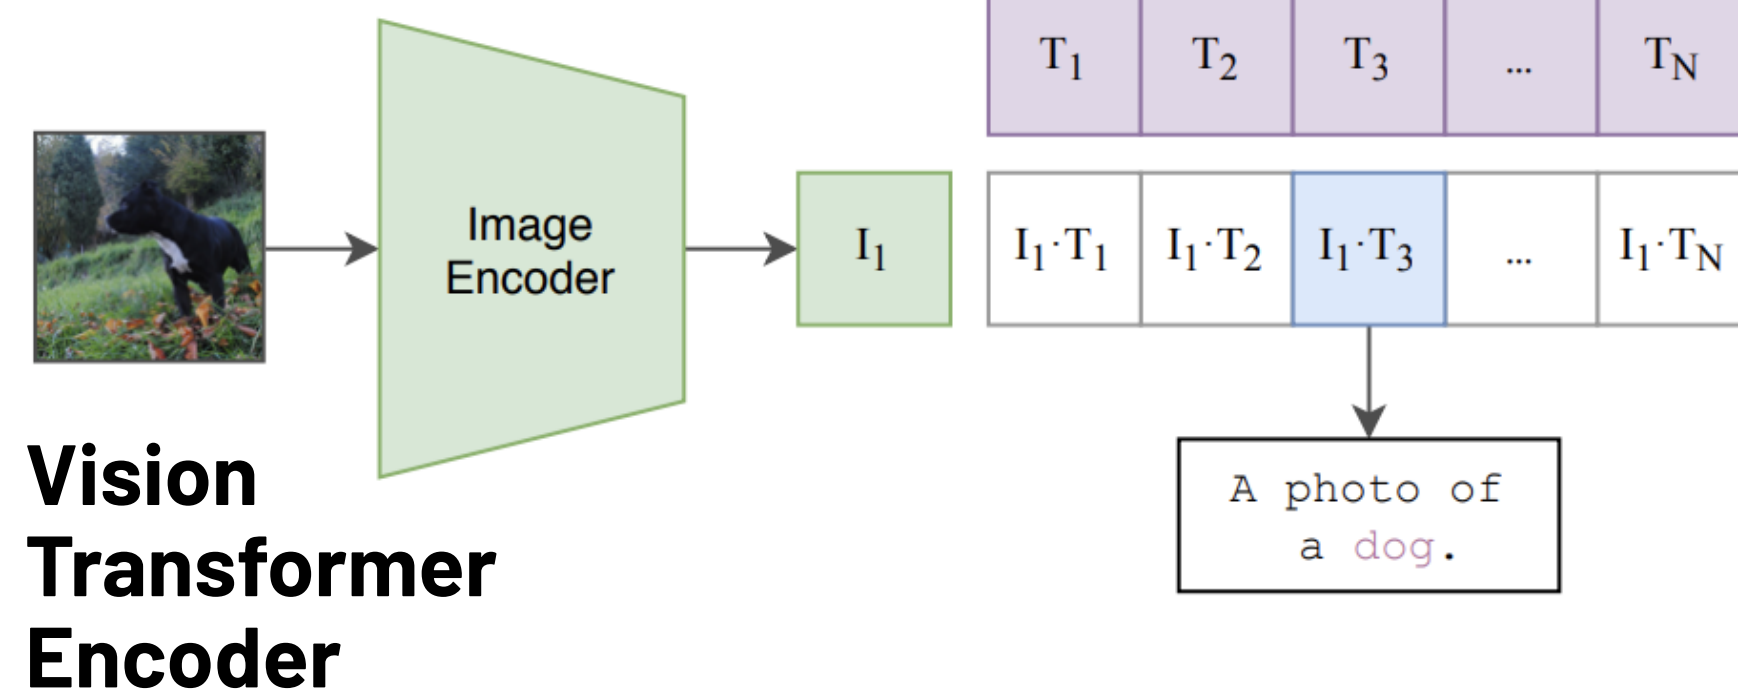 T1 T2 T3 ... TN
Image
Encoder
I1
I1·T1 I1·T2 I1·T3 ... I1·TN
A photo of
a dog.
Vision
Transformer
Encoder